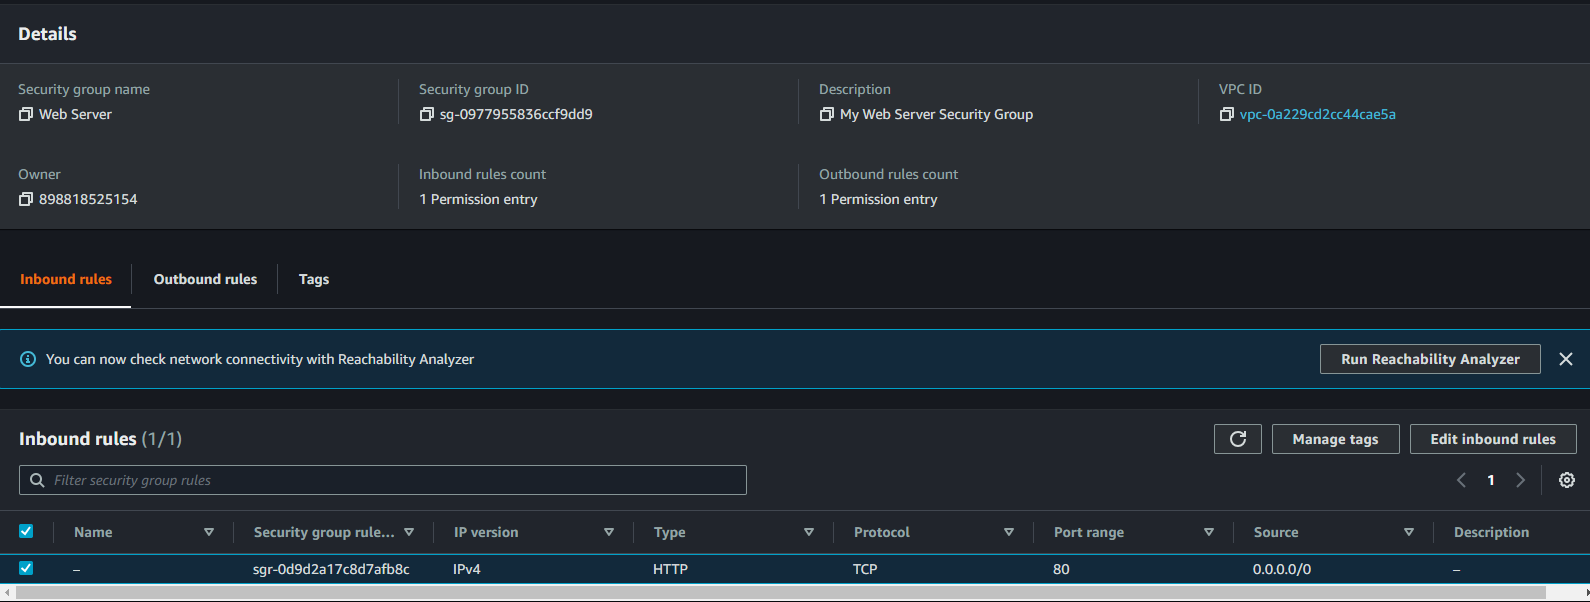 Details
Security group name
Web Server
Security group ID
sg-0977955836ccf9dd9
Description
My Web Server Security Group
VPC ID
vpc-0a229cd2cc44cae5a
Owner
898818525154
Inbound rules count
1 Permission entry
Outbound rules count
1 Permission entry
Inbound rules Outbound rules Tags
You can now check network connectivity with Reachability Analyzer Run Reachability Analyzer
Inbound rules (1/1) Manage tags Edit inbound rules
Filter security group rules 1
Name Security group rule... IP version Type Protocol Port range Source Description
– sgr-0d9d2a17c8d7afb8c IPv4 HTTP TCP 80 0.0.0.0/0 –